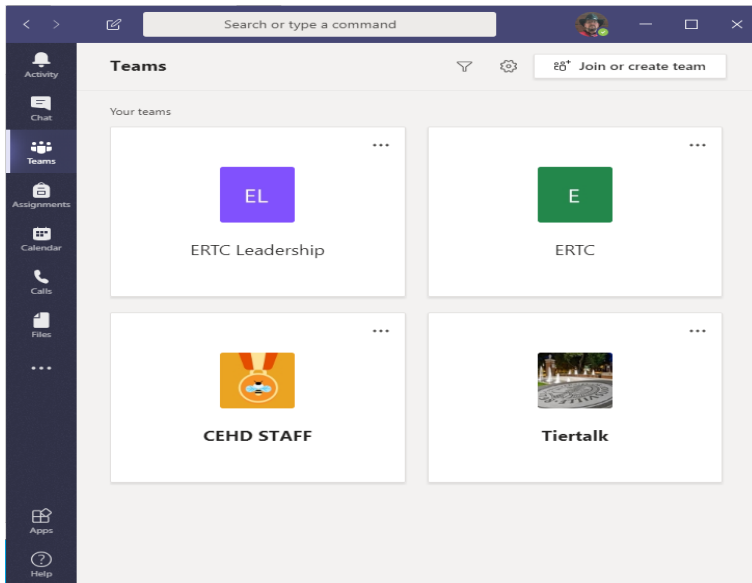 Search or type a command
Activity
Chat
Teams
Assignments
Calendar
Calls
Files
Apps
Help
Teams
Join or create team
Your teams
EL
ERTC Leadership
E
ERTC
CEHD STAFF
Tiertalk